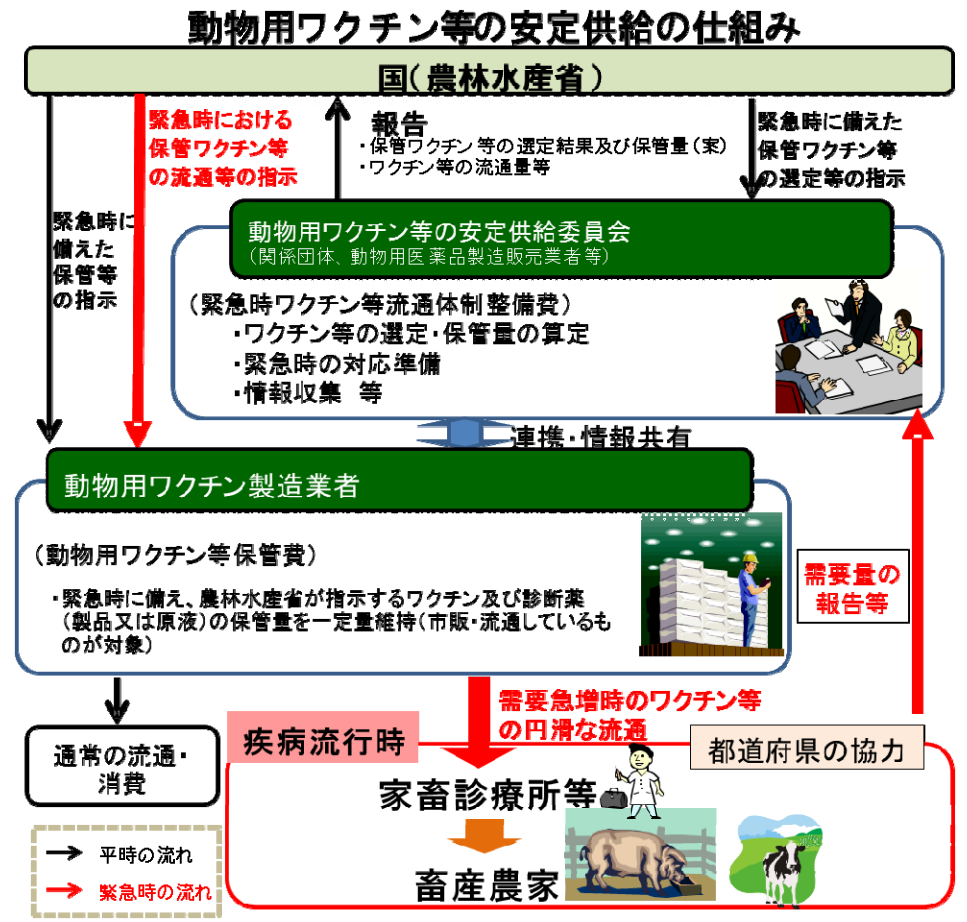 動物用ワクチン等の安定供給の仕組み
国(農林水産省)
緊急時における
保管ワクチン等
の流通等の指示
報告
・保管ワクチン等の選定結果及び保管量(案)
・ワクチン等の流通量等
緊急時に備えた
保管ワクチン等
の選定等の指示
緊急時に
備えた
保管等
の指示
動物用ワクチン等の安定供給委員会
(関係団体、動物用医薬品製造販売業者等)
(緊急時ワクチン等流通体制整備費)
・ワクチン等の選定・保管量の算定
・緊急時の対応準備
・情報収集 等
連携・情報共有
動物用ワクチン製造業者
(動物用ワクチン等保管費)
・緊急時に備え、農林水産省が指示するワクチン及び診断薬
(製品又は原液)の保管量を一定量維持(市販・流通しているも
のが対象)
需要量の
報告等
需要急増時のワクチン等
の円滑な流通
通常の流通・
消費
疾病流行時
都道府県の協力
家畜診療所等
畜産農家
平時の流れ
緊急時の流れ